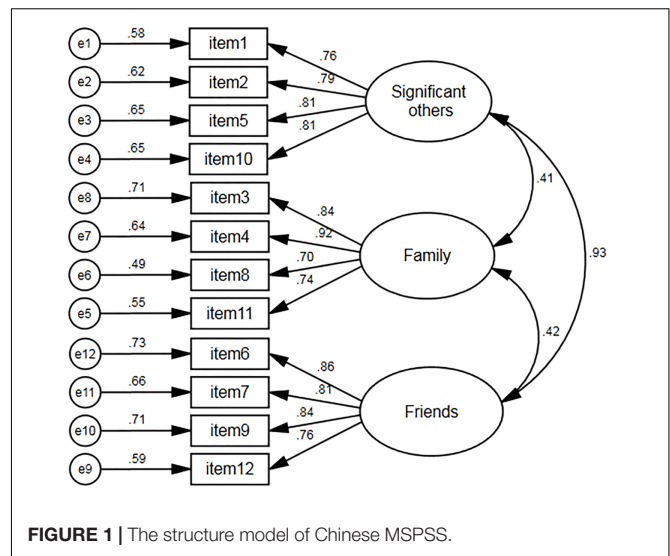 e1 .58 item1
.76
e2 .62 item2
.79
Significant
others
e3 .65 item5
.81
e4 .65 item10
.81
e8 .71 item3
.84
.41
e7 .64 item4
.92
e6 .49 item8
.70
Family
.93
e5 .55 item11
.74
e12 .73 item6
.86
.42
e11 .66 item7
.81
e10 .71 item9
.84
Friends
e9 .59 item12
.76
FIGURE 1 | The structure model of Chinese MSPSS.